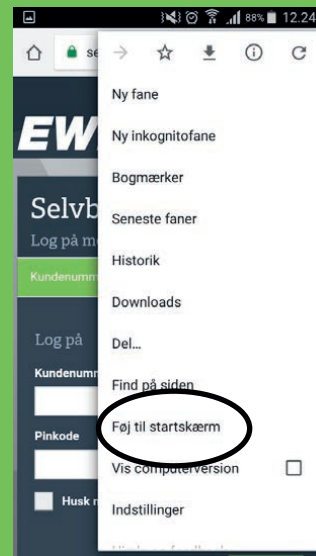 88% 12.24
se
Ny fane
Ny inkognitofane
EW
Bogmærker
Selvb
Seneste faner
Log på m
Historik
Kundenumm
Downloads
Log på
Del...
Kundenumr
Find på siden
Føj til startskærm
Pinkode
Vis computerversion
Husk
Indstillinger